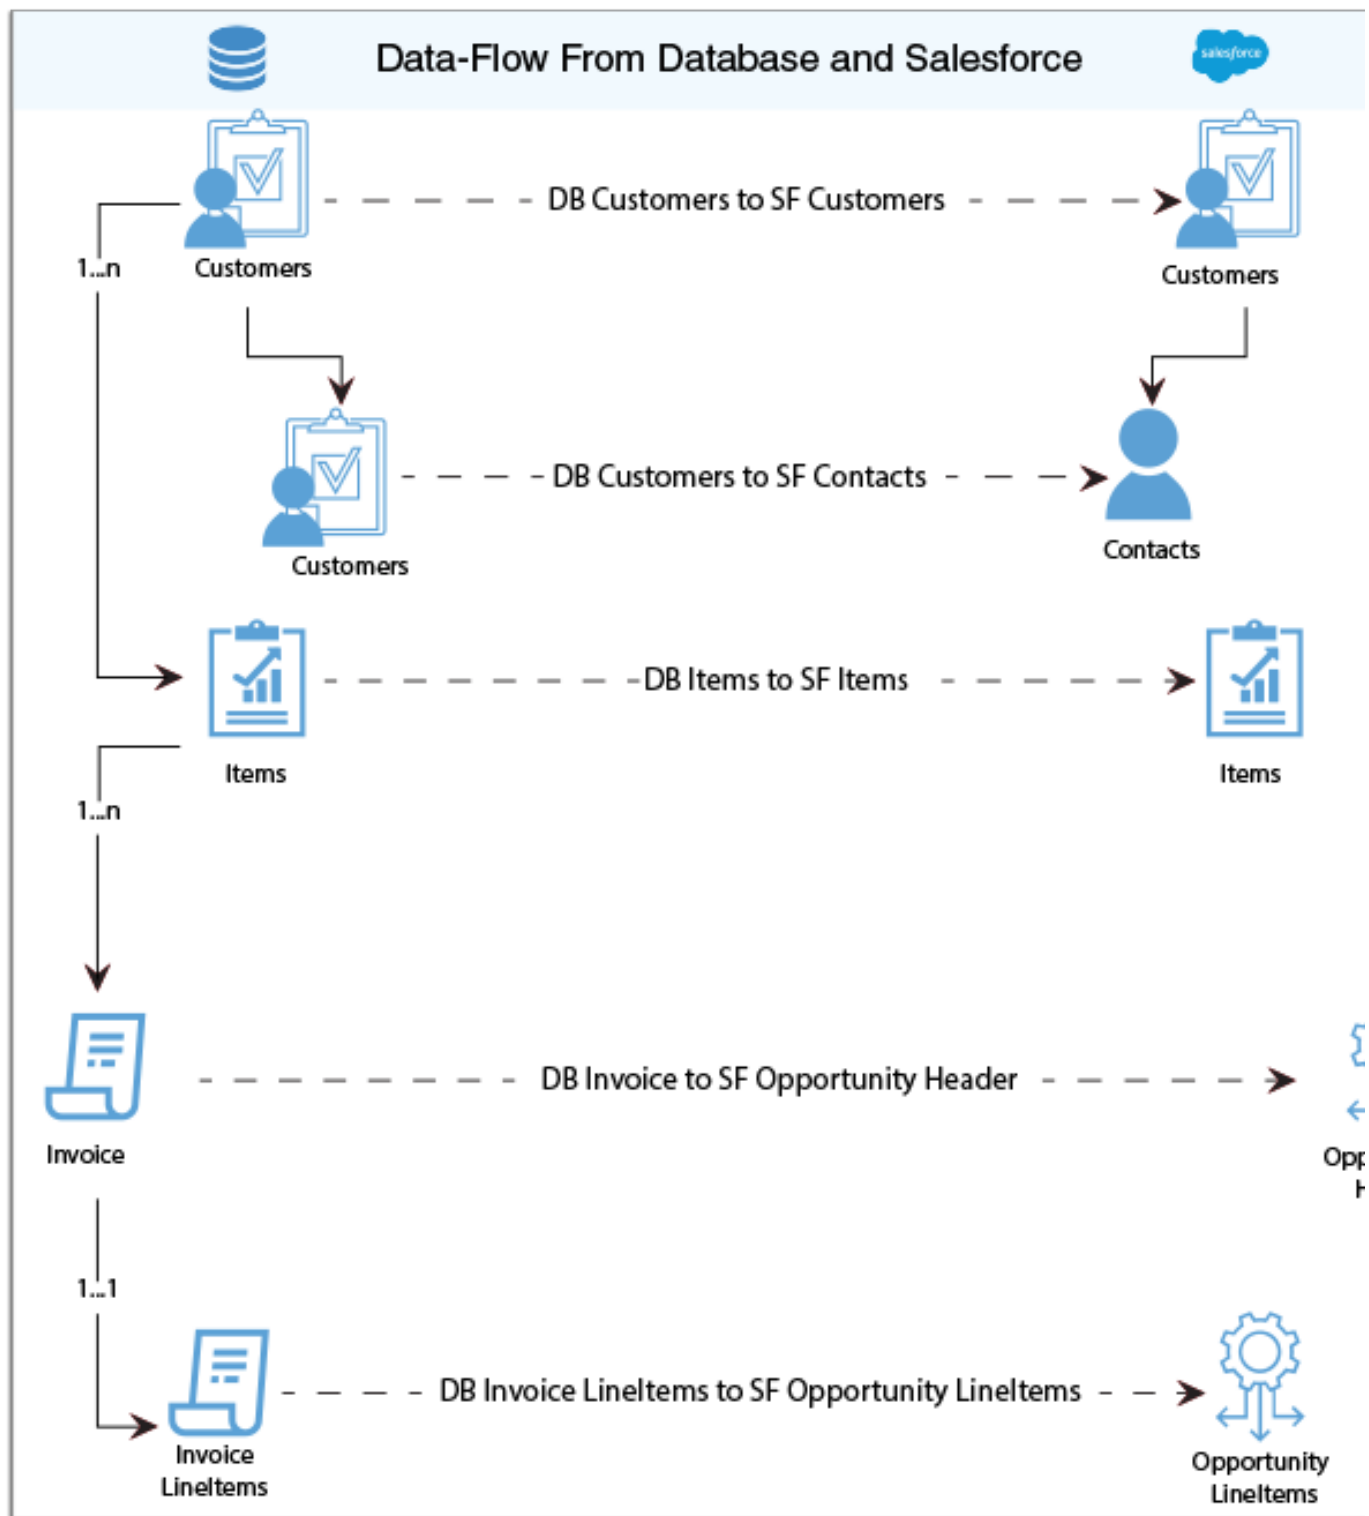 Data-Flow From Database and Salesforce
salesforce
DB Customers to SF Customers
1...n
Customers
Customers
DB Customers to SF Contacts
Customers
Contacts
DB Items to SF Items
Items
Items
1...n
DB Invoice to SF Opportunity Header
Invoice
1...1
DB Invoice LineItems to SF Opportunity LineItems
Invoice
LineItems
Opportunity
LineItems